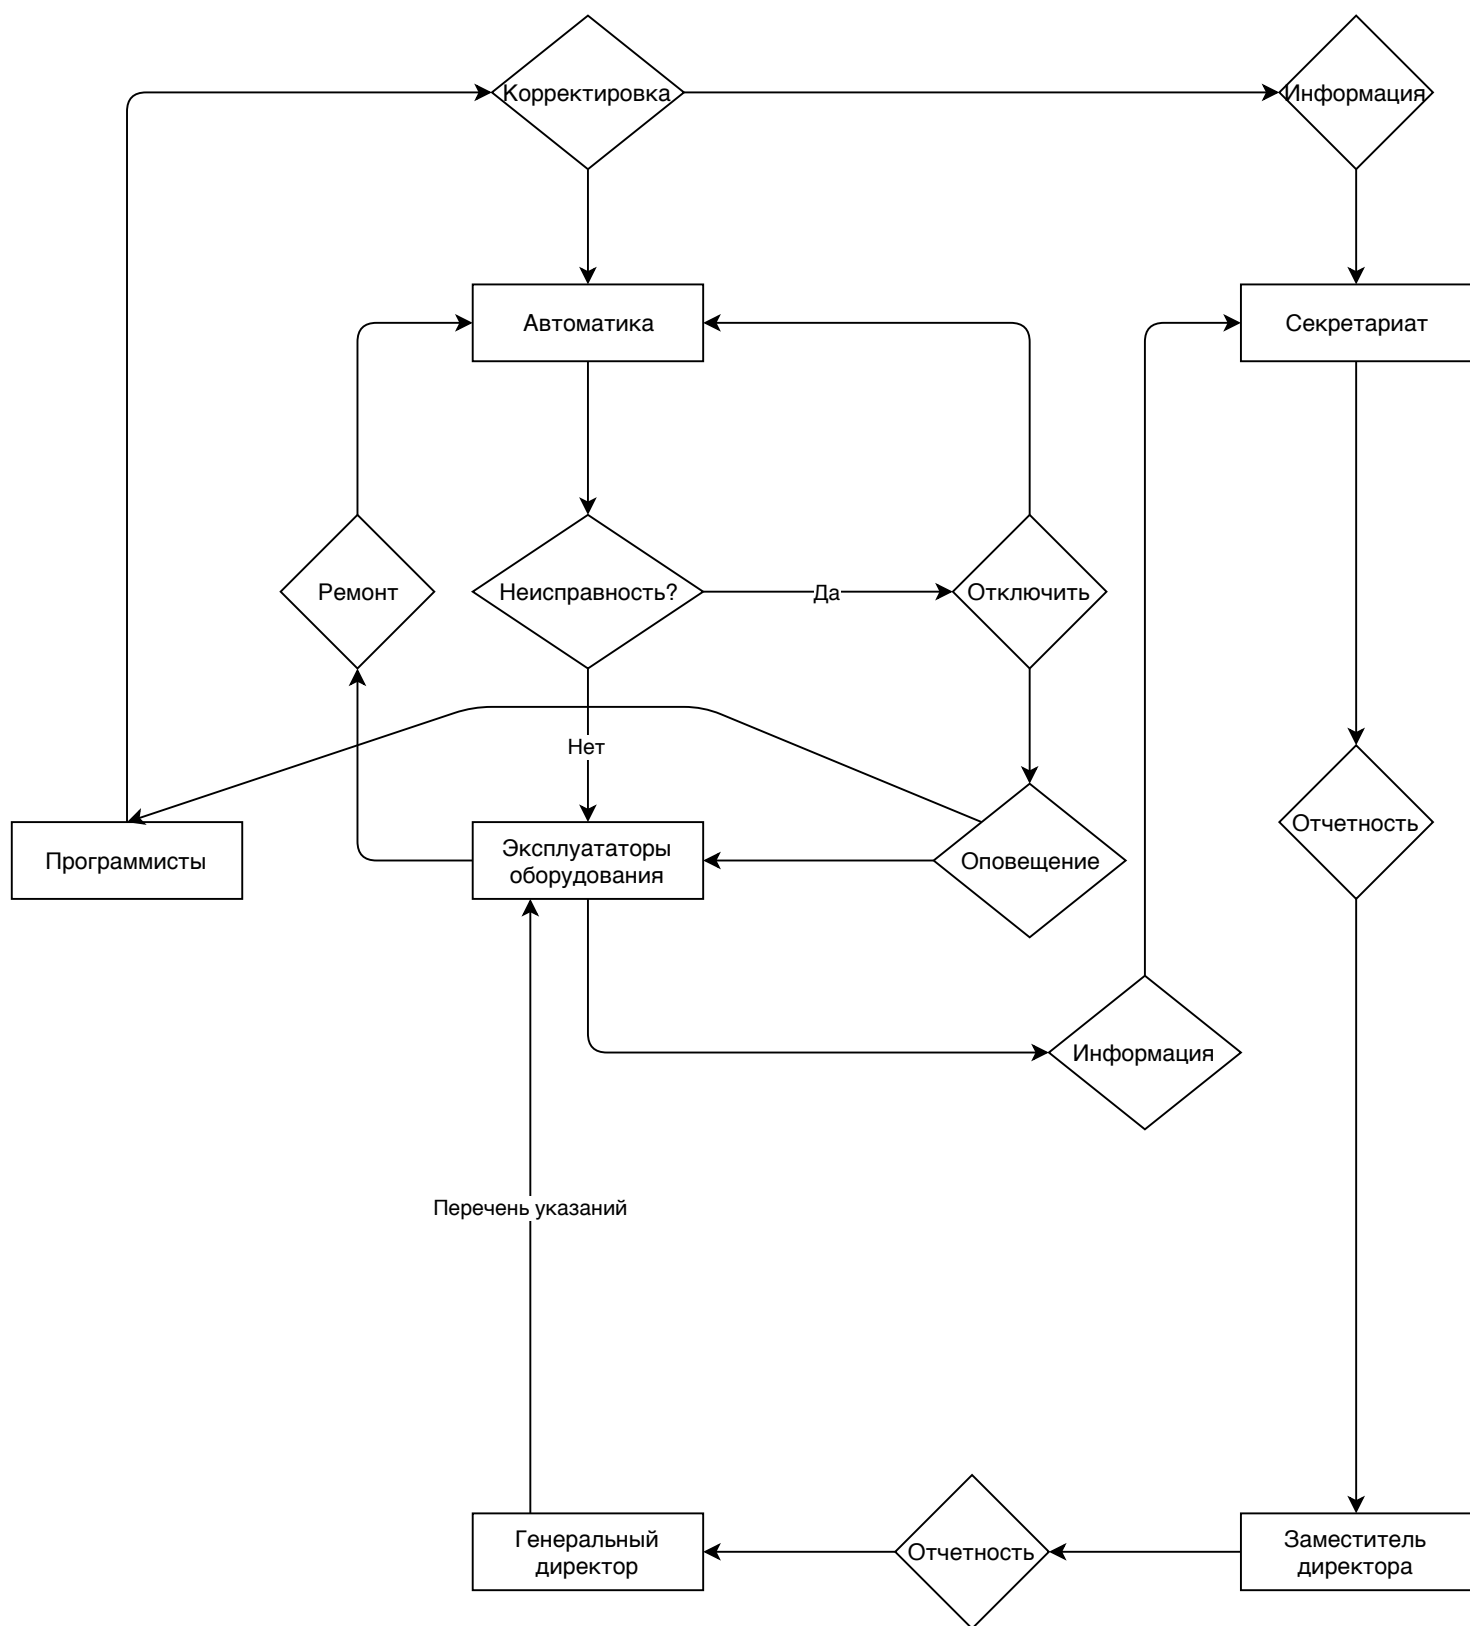 Корректировка
Информация
Автоматика
Секретариат
Ремонт
Неисправность?
Да
Отключить
Нет
Программисты
Эксплуататоры
оборудования
Оповещение
Отчетность
Информация
Перечень указаний
Генеральный
директор
Отчетность
Заместитель
директора